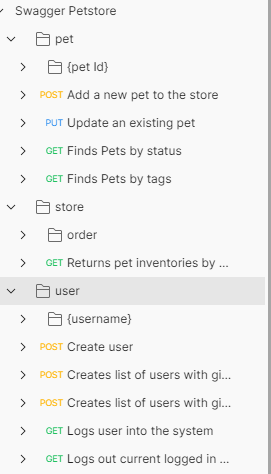 Swagger Petstore
pet
{pet Id}
POST Add a new pet to the store
PUT Update an existing pet
GET Finds Pets by status
GET Finds Pets by tags
store
order
GET Returns pet inventories by ...
user
{username}
POST Create user
POST Creates list of users with gi...
POST Creates list of users with gi...
GET Logs user into the system
GET Logs out current logged in ...